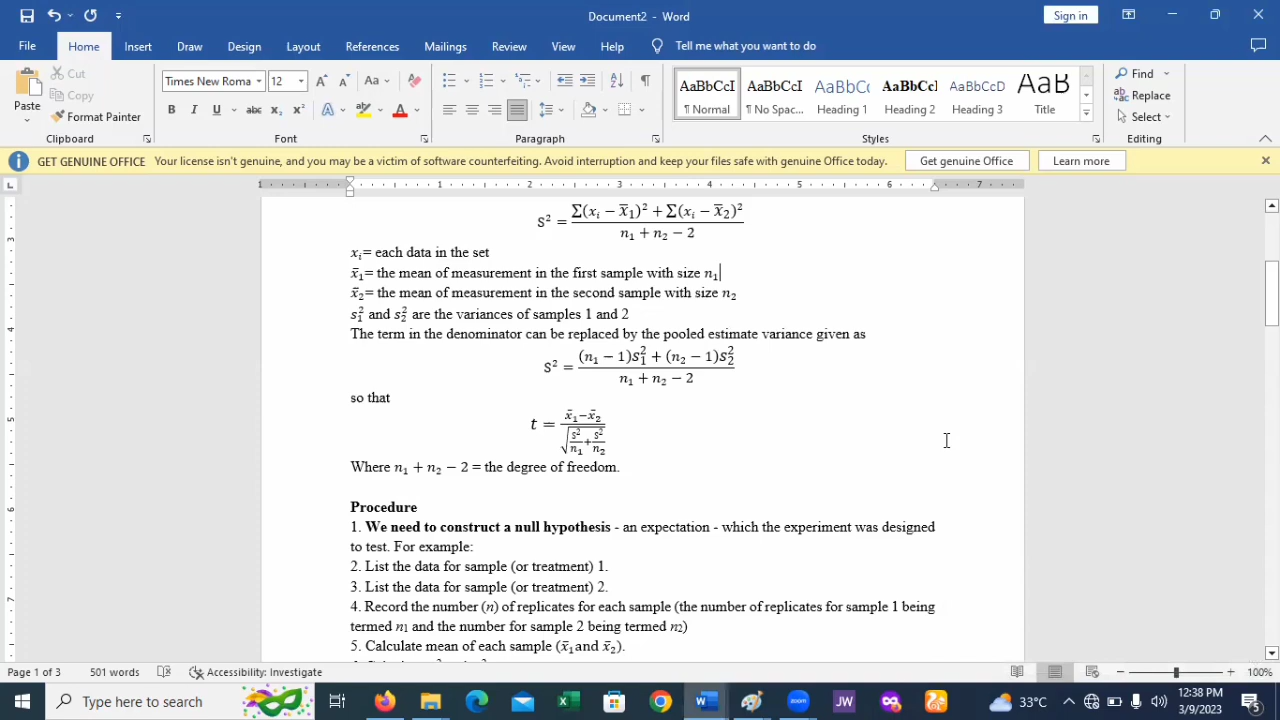 Document2 - Word
Sign in
File Home Insert Draw Design Layout References Mailings Review View Help Tell me what you want to do
Paste
Cut
Copy
Format Painter
Clipboard
Times New Roma 12
Font
Paragraph
AaBbCcI AaBbCcI AaBbCcI AaBbCcI AaBbCcD AaB
¶ Normal ¶ No Spac... Heading 1 Heading 2 Heading 3 Title
Styles
Find
Replace
Select
Editing
GET GENUINE OFFICE Your license isn't genuine, and you may be a victim of software counterfeiting. Avoid interruption and keep your files safe with genuine Office today. Get genuine Office Learn more
1 1 2 3 4 5 6 7
S² = (∑(xᵢ − x̅₁)² + ∑(xᵢ − x̅₂)²) / (n₁ + n₂ − 2)
xᵢ= each data in the set
x̄₁= the mean of measurement in the first sample with size n₁
x̄₂= the mean of measurement in the second sample with size n₂
s₁² and s₂² are the variances of samples 1 and 2
The term in the denominator can be replaced by the pooled estimate variance given as
S² = ((n₁ − 1)S₁² + (n₂ − 1)S₂²) / (n₁ + n₂ − 2)
so that
t = (x̄₁−x̄₂) / √(S²/n₁ + S²/n₂)
Where n₁ + n₂ − 2 = the degree of freedom.
Procedure
1. We need to construct a null hypothesis - an expectation - which the experiment was designed
to test. For example:
2. List the data for sample (or treatment) 1.
3. List the data for sample (or treatment) 2.
4. Record the number (n) of replicates for each sample (the number of replicates for sample 1 being
termed n₁ and the number for sample 2 being termed n₂)
5. Calculate mean of each sample (x̄₁and x̄₂).
Page 1 of 3 501 words Accessibility: Investigate 100%
Type here to search
33°C
12:38 PM
3/9/2023
5